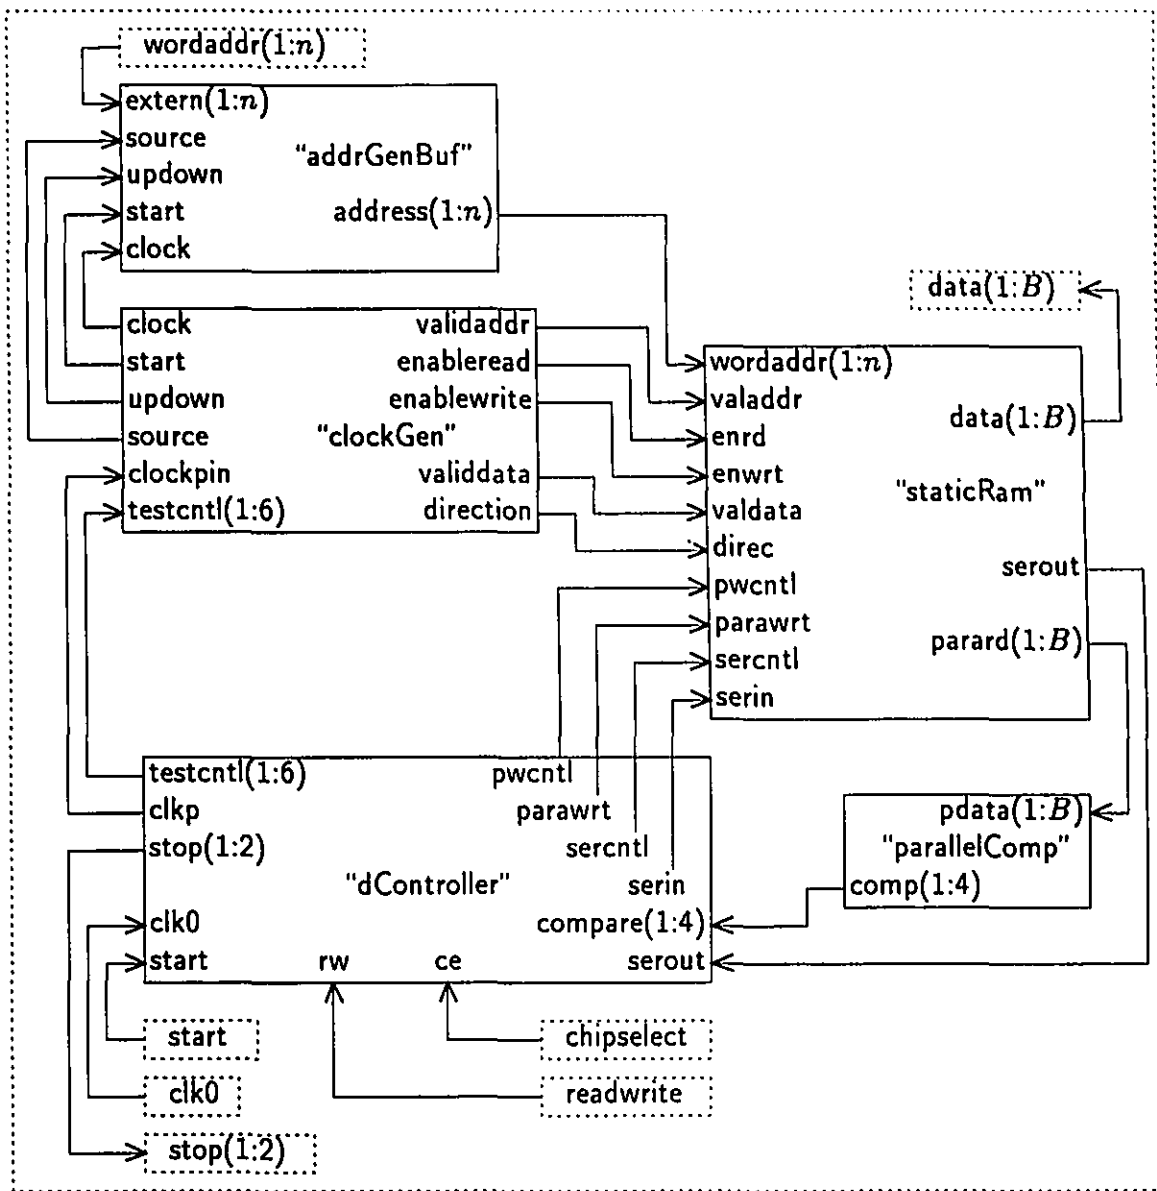 wordaddr(1:n)
extern(1:n)
source
"addrGenBuf"
updown
start
address(1:n)
clock
data(1:B)
clock
validaddr
start
enableread
wordaddr(1:n)
updown
enablewrite
valaddr
data(1:B)
source
"clockGen"
enrd
clockpin
validdata
enwrt
"staticRam"
testcntl(1:6)
direction
valdata
direc
serout
pwcntl
parawrt
parard(1:B)
sercntl
serin
testcntl(1:6)
pwcntl
clkp
parawrt
pdata(1:B)
stop(1:2)
sercntl
"parallelComp"
"dController"
serin
comp(1:4)
clk0
compare(1:4)
start
rw
ce
serout
start
chipselect
clk0
readwrite
stop(1:2)